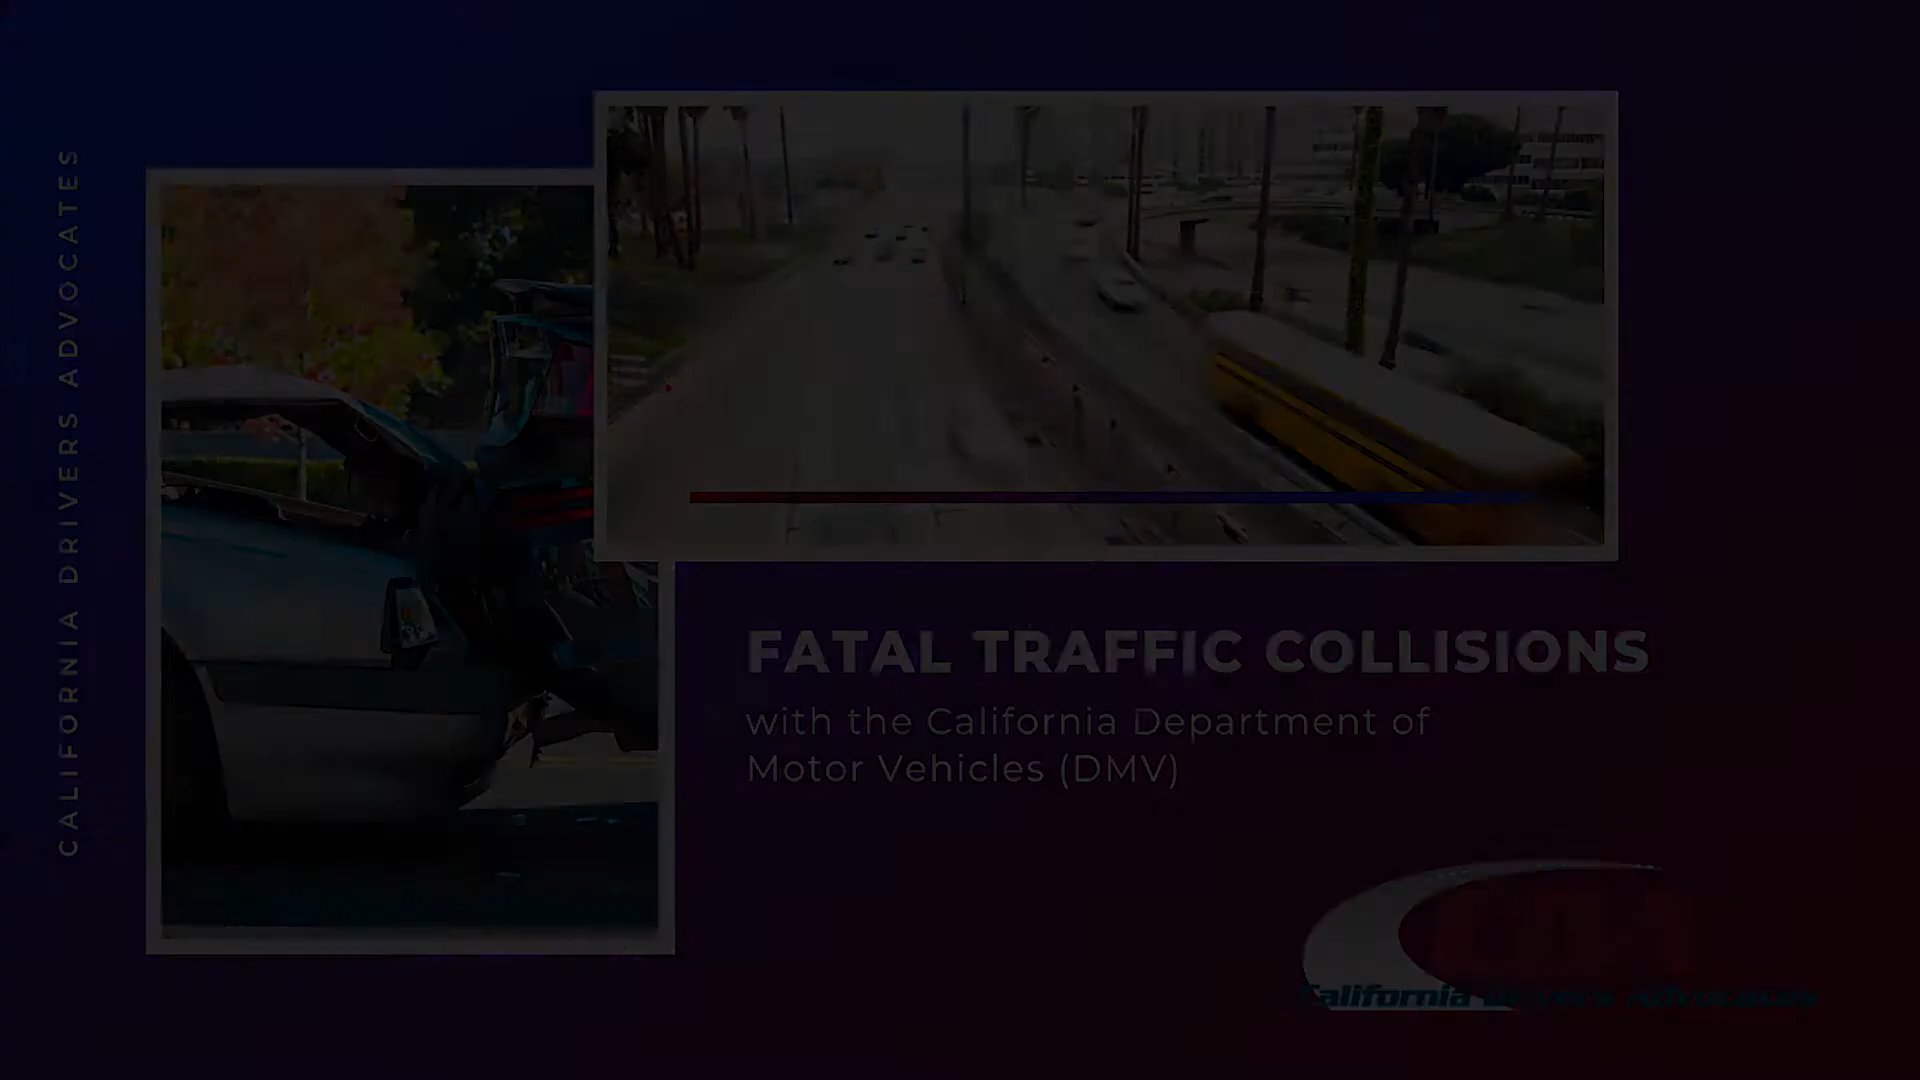 CALIFORNIA DRIVERS ADVOCATES
FATAL TRAFFIC COLLISIONS
with the California Department of
Motor Vehicles (DMV)
California Drivers Advocates